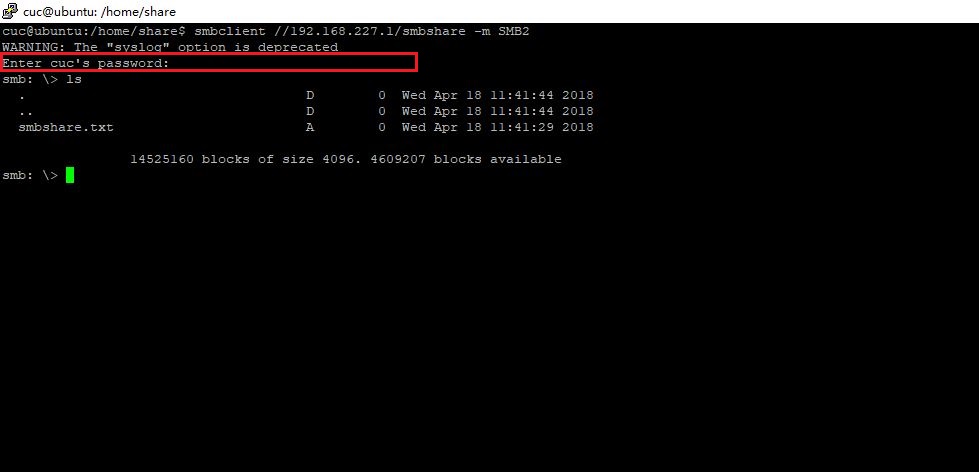 cuc@ubuntu: /home/share
cuc@ubuntu:/home/share$ smbclient //192.168.227.1/smbshare -m SMB2
WARNING: The "syslog" option is deprecated
Enter cuc's password:
smb: \> ls
  .                                   D        0  Wed Apr 18 11:41:44 2018
  ..                                  D        0  Wed Apr 18 11:41:44 2018
  smbshare.txt                        A        0  Wed Apr 18 11:41:29 2018
                14525160 blocks of size 4096. 4609207 blocks available
smb: \>